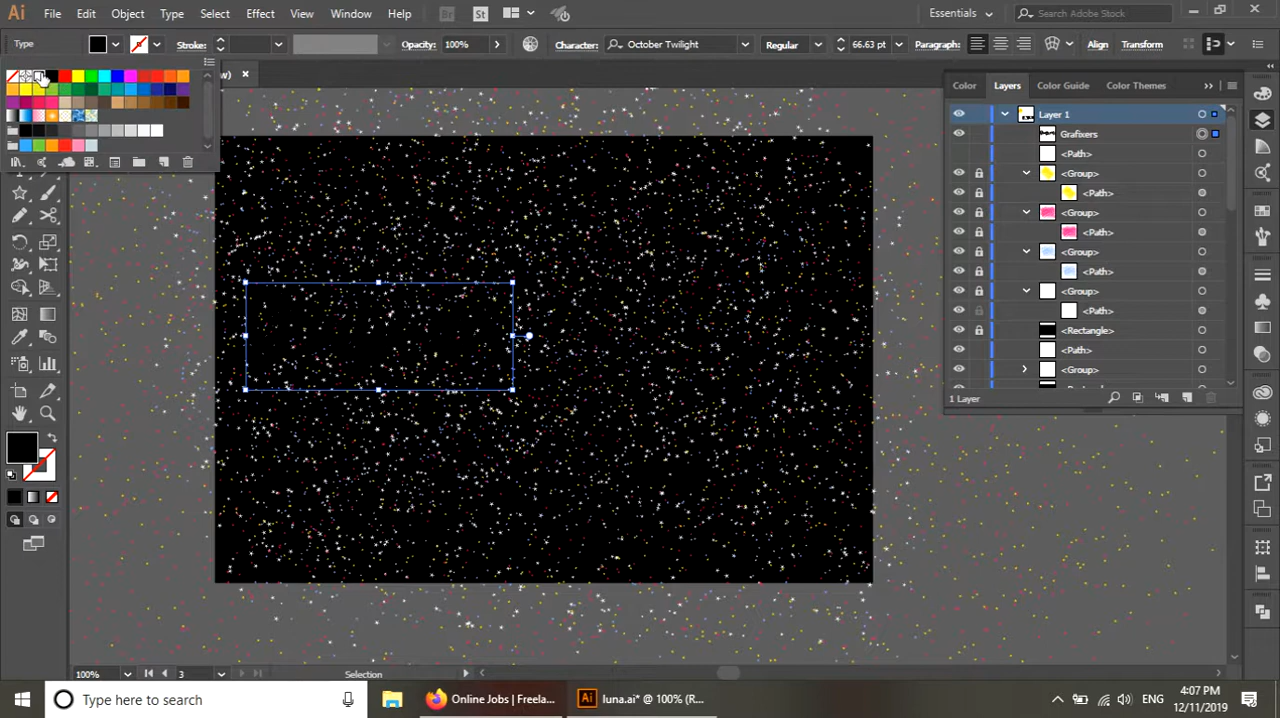 Ai File Edit Object Type Select Effect View Window Help Br St Essentials Search Adobe Stock
Type Stroke: Opacity: 100% Character: October Twilight Regular 66.63 pt Paragraph: Align Transform
w) ×
Color Layers Color Guide Color Themes
Layer 1
Grafixers
<Path>
<Group>
<Path>
<Group>
<Path>
<Group>
<Path>
<Group>
<Path>
<Rectangle>
<Path>
<Group>
1 Layer
100% 3 Selection
Type here to search Online Jobs | Freela... Ai luna.ai* @ 100% (R... ENG 4:07 PM
12/11/2019